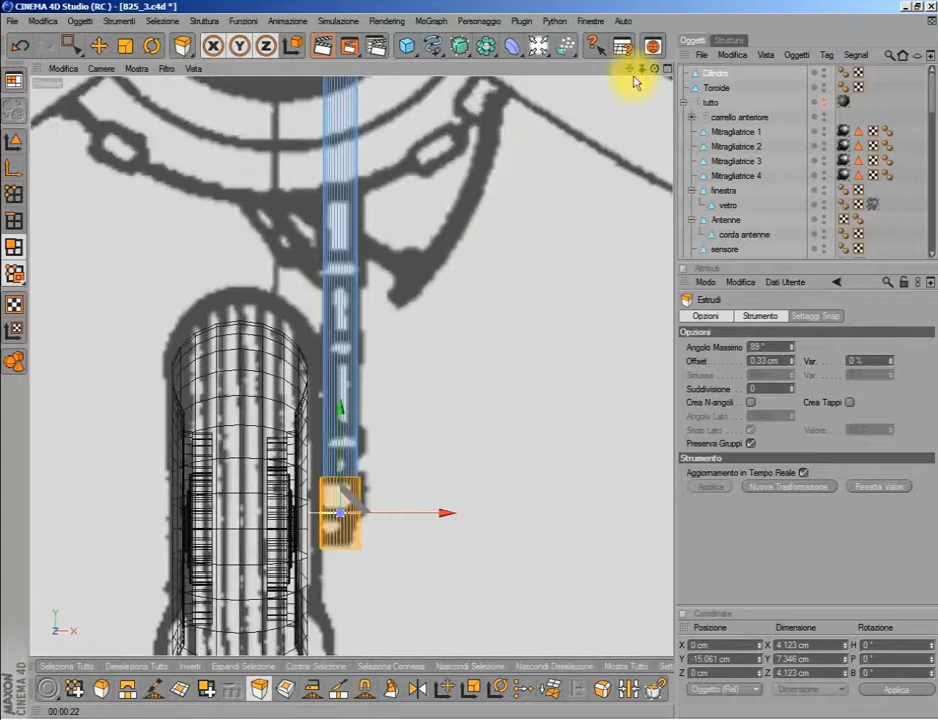 CINEMA 4D Studio (RC) - [B25_3.c4d *]
File Modifica Oggetti Strumenti Selezione Struttura Funzioni Animazione Simulazione Rendering MoGraph Personaggio Plugin Python Finestre Aiuto
Oggetti Struttura
File Modifica Vista Oggetti Tag Segnal
Modifica Camere Mostra Filtro Vista
Cilindro
Toroide
tutto
carrello anteriore
Mitragliatrice 1
Mitragliatrice 2
Mitragliatrice 3
Mitragliatrice 4
finestra
vetro
Antenne
corda antenne
sensore
Attributi
Modo Modifica Dati Utente
Estrudi
Opzioni Strumento Settaggi Snap
Opzioni
Angolo Massimo 89 °
Offset 0.33 cm Var. 0 %
Var.
Suddivisione 0
Crea N-angoli Crea Tappi
Angolo Lato
Snap Lato Valore
Preserva Gruppi
Strumento
Aggiornamento in Tempo Reale
Applica Nuova Trasformazione Resetta Valori
Coordinate
Posizione Dimensione Rotazione
X 0 cm X 4.123 cm H 0 °
Y -15.061 cm Y 7.346 cm P 0 °
Z 0 cm Z 4.123 cm B 0 °
Oggetto (Rel) Dimensione Applica
Y
Z X
Seleziona Tutto Deseleziona Tutto Inverti Espandi Selezione Contrai Selezione Seleziona Connessa Nascondi Selezione Nascondi Deselezione Mostra Tutto
MAXON CINEMA 4D
00:00:22